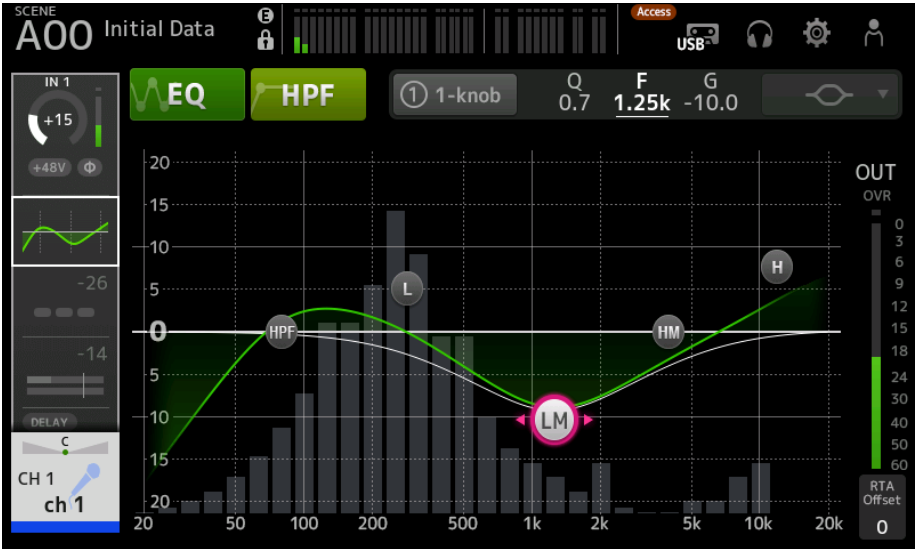 SCENE
A00 Initial Data
E
Access
USB
IN 1
+15
+48V Φ
-26
-14
DELAY
C
CH 1
ch 1
EQ
HPF
1 1-knob
Q F G
0.7 1.25k -10.0
20
15
10
5
0
5
10
15
20
HPF
L
LM
HM
H
20 50 100 200 500 1k 2k 5k 10k 20k
OUT
OVR
0
3
6
9
12
15
18
24
30
40
50
60
RTA
Offset
0